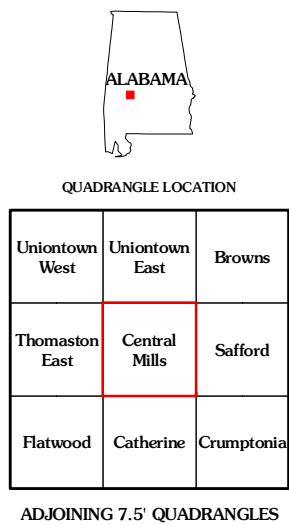 ALABAMA
QUADRANGLE LOCATION
Uniontown
West
Uniontown
East
Browns
Thomaston
East
Central
Mills
Safford
Flatwood
Catherine
Crumptonia
ADJOINING 7.5' QUADRANGLES